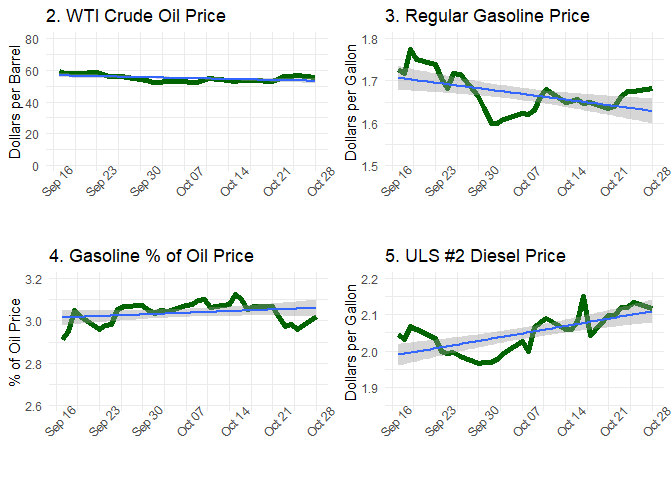 2. WTI Crude Oil Price
Dollars per Barrel
80
60
40
20
0
Sep 16
Sep 23
Sep 30
Oct 07
Oct 14
Oct 21
Oct 28
3. Regular Gasoline Price
Dollars per Gallon
1.8
1.7
1.6
1.5
Sep 16
Sep 23
Sep 30
Oct 07
Oct 14
Oct 21
Oct 28
4. Gasoline % of Oil Price
% of Oil Price
3.2
3.0
2.8
2.6
Sep 16
Sep 23
Sep 30
Oct 07
Oct 14
Oct 21
Oct 28
5. ULS #2 Diesel Price
Dollars per Gallon
2.2
2.1
2.0
1.9
Sep 16
Sep 23
Sep 30
Oct 07
Oct 14
Oct 21
Oct 28